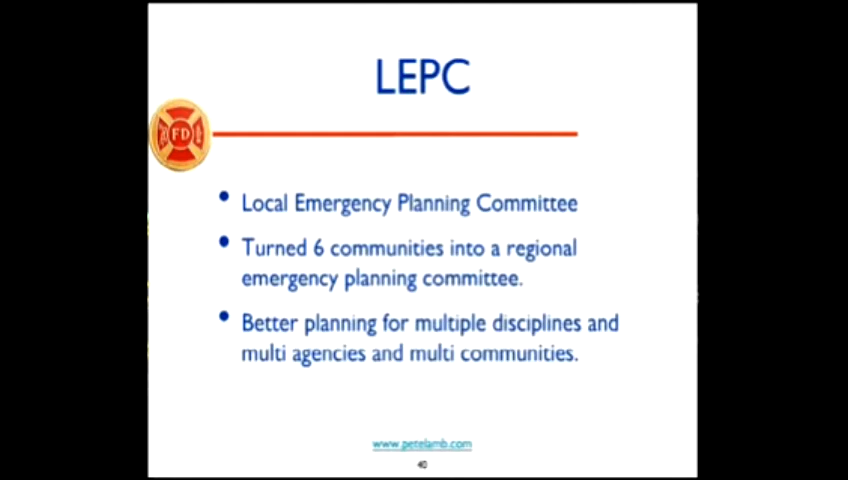 LEPC
FD
• Local Emergency Planning Committee
• Turned 6 communities into a regional
emergency planning committee.
• Better planning for multiple disciplines and
multi agencies and multi communities.
www.petelamb.com
40